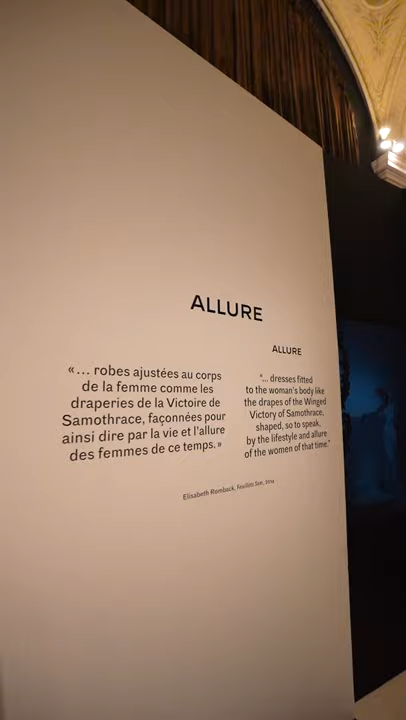 ALLURE
« ... robes ajustées au corps
de la femme comme les
draperies de la Victoire de
Samothrace, façonnées pour
ainsi dire par la vie et l'allure
des femmes de ce temps. »
ALLURE
"... dresses fitted
to the woman's body like
the drapes of the Winged
Victory of Samothrace,
shaped, so to speak,
by the lifestyle and allure
of the women of that time."
Elisabeth Romback,